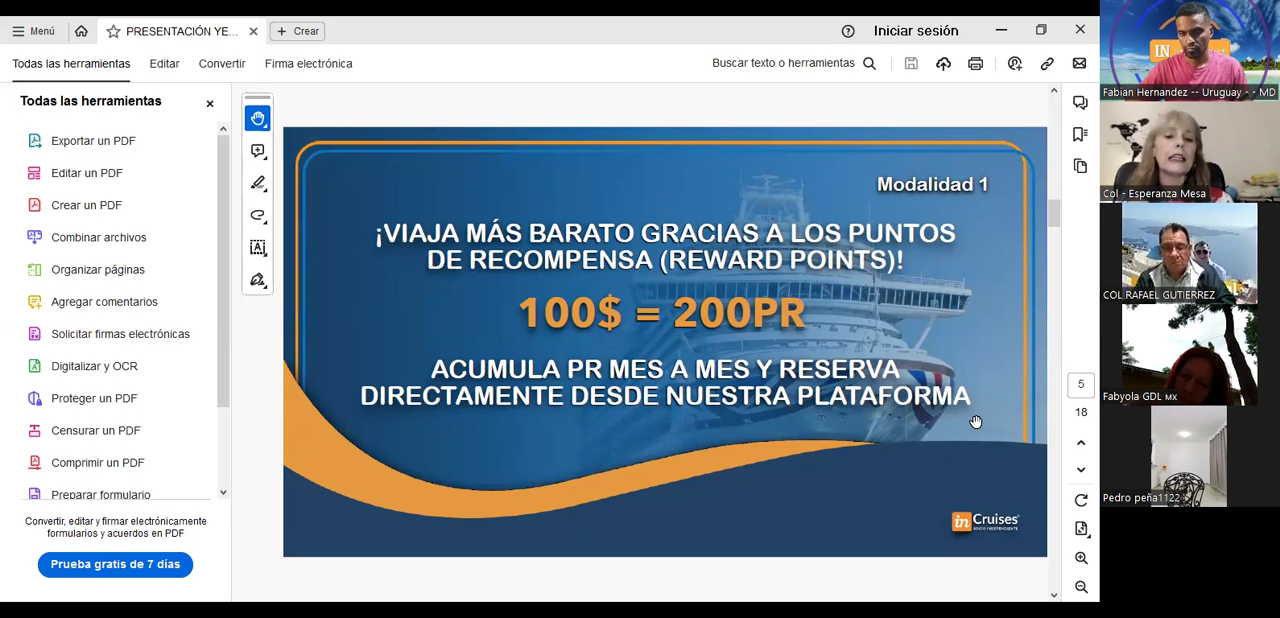 Menú
PRESENTACIÓN YE...
Crear
Iniciar sesión
Todas las herramientas
Editar
Convertir
Firma electrónica
Buscar texto o herramientas
Todas las herramientas
Exportar un PDF
Editar un PDF
Crear un PDF
Combinar archivos
Organizar páginas
Agregar comentarios
Solicitar firmas electrónicas
Digitalizar y OCR
Proteger un PDF
Censurar un PDF
Comprimir un PDF
Preparar formulario
Convertir, editar y firmar electrónicamente
formularios y acuerdos en PDF
Prueba gratis de 7 días
Modalidad 1
¡VIAJA MÁS BARATO GRACIAS A LOS PUNTOS
DE RECOMPENSA (REWARD POINTS)!
100$ = 200PR
ACUMULA PR MES A MES Y RESERVA
DIRECTAMENTE DESDE NUESTRA PLATAFORMA
inCruises
SOCIO INDEPENDIENTE
5
18
IN
Fabian Hernandez -- Uruguay - - MD
Col - Esperanza Mesa
COL RAFAEL GUTIERREZ
Fabyola GDL MX
Pedro peña1122